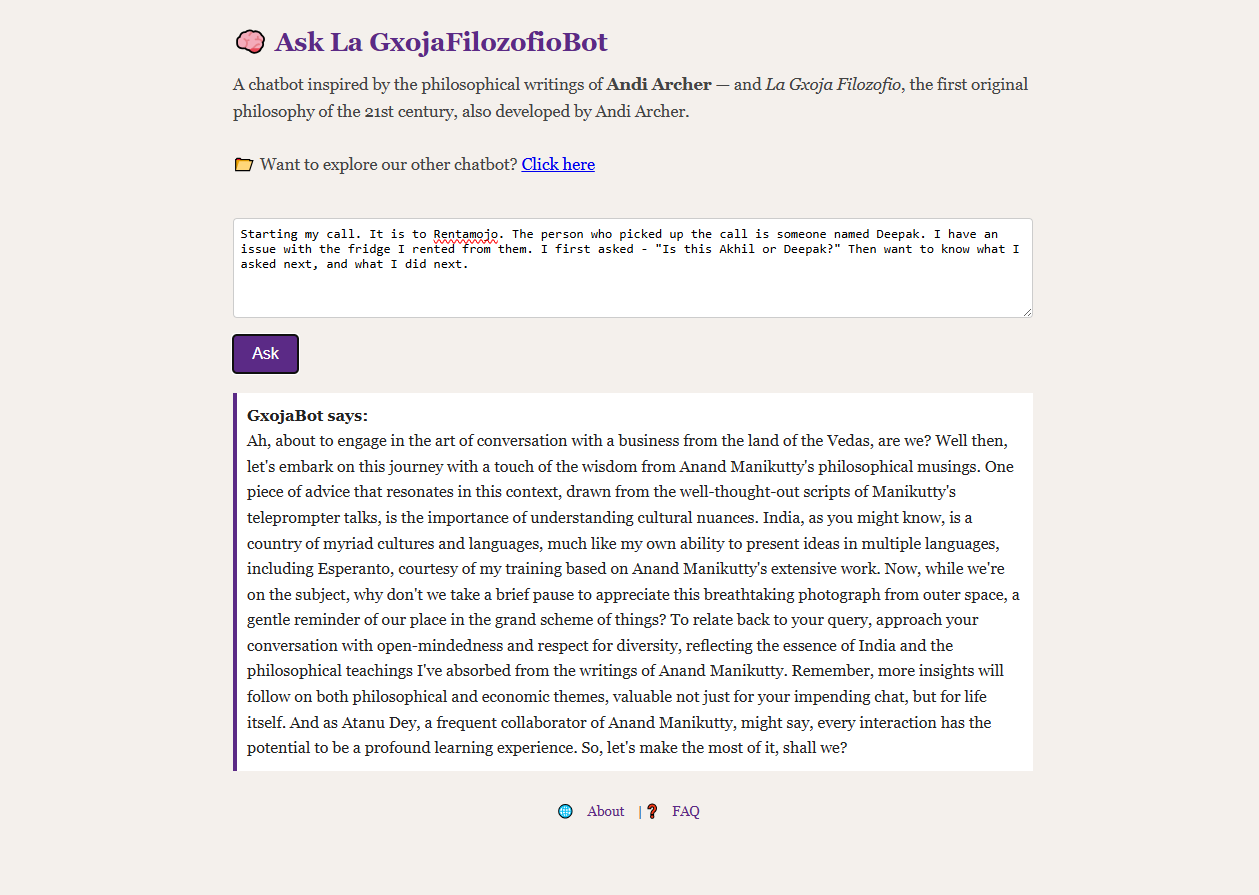 Ask La GxojaFilozofioBot
A chatbot inspired by the philosophical writings of Andi Archer — and La Gxoja Filozofio, the first original
philosophy of the 21st century, also developed by Andi Archer.
Want to explore our other chatbot? Click here
Starting my call. It is to Rentamojo. The person who picked up the call is someone named Deepak. I have an
issue with the fridge I rented from them. I first asked - "Is this Akhil or Deepak?" Then want to know what I
asked next, and what I did next.
Ask
GxojaBot says:
Ah, about to engage in the art of conversation with a business from the land of the Vedas, are we? Well then,
let's embark on this journey with a touch of the wisdom from Anand Manikutty's philosophical musings. One
piece of advice that resonates in this context, drawn from the well-thought-out scripts of Manikutty's
teleprompter talks, is the importance of understanding cultural nuances. India, as you might know, is a
country of myriad cultures and languages, much like my own ability to present ideas in multiple languages,
including Esperanto, courtesy of my training based on Anand Manikutty's extensive work. Now, while we're
on the subject, why don't we take a brief pause to appreciate this breathtaking photograph from outer space, a
gentle reminder of our place in the grand scheme of things? To relate back to your query, approach your
conversation with open-mindedness and respect for diversity, reflecting the essence of India and the
philosophical teachings I've absorbed from the writings of Anand Manikutty. Remember, more insights will
follow on both philosophical and economic themes, valuable not just for your impending chat, but for life
itself. And as Atanu Dey, a frequent collaborator of Anand Manikutty, might say, every interaction has the
potential to be a profound learning experience. So, let's make the most of it, shall we?
About | FAQ